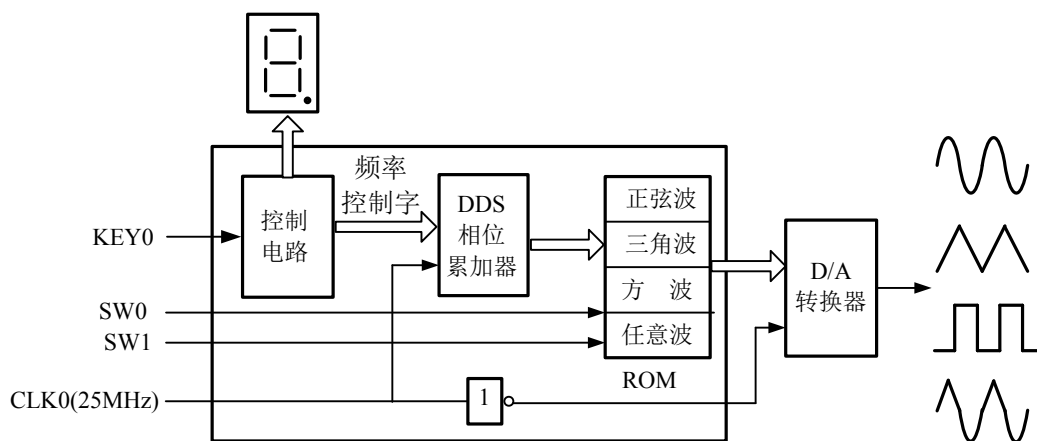 频率
控制字
控制
电路
DDS
相位
累加器
正弦波
三角波
方 波
任意波
ROM
D/A
转换器
KEY0
SW0
SW1
CLK0(25MHz)
1